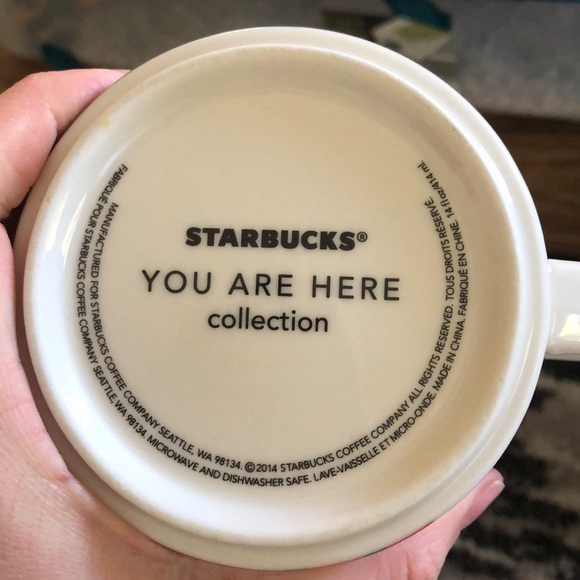 STARBUCKS®
YOU ARE HERE
collection
MANUFACTURED FOR STARBUCKS COFFEE COMPANY SEATTLE, WA 98134. © 2014 STARBUCKS COFFEE COMPANY ALL RIGHTS RESERVED. TOUS DROITS RÉSERVÉ. 14 fl oz/414 mL
FABRIQUÉ POUR STARBUCKS COFFEE COMPANY SEATTLE, WA 98134. MICROWAVE AND DISHWASHER SAFE. LAVE-VAISSELLE ET MICRO-ONDE. MADE IN CHINA. FABRIQUÉ EN CHINE.